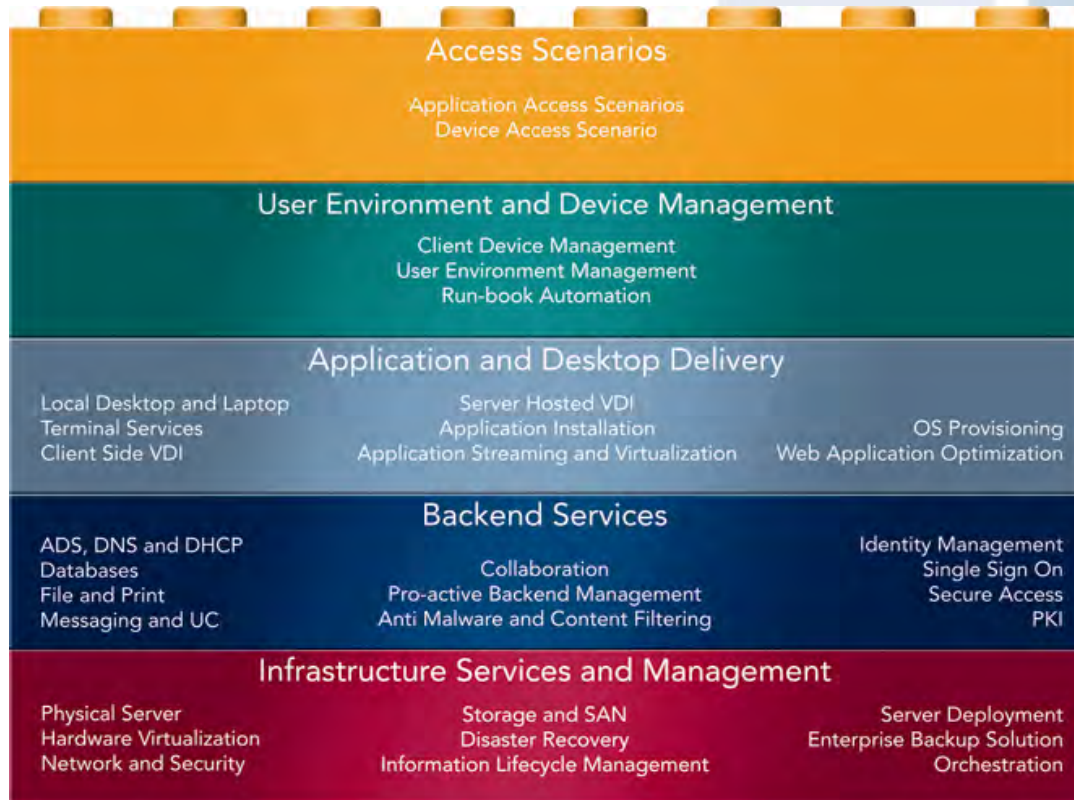 Access Scenarios
Application Access Scenarios
Device Access Scenario
User Environment and Device Management
Client Device Management
User Environment Management
Run-book Automation
Application and Desktop Delivery
Local Desktop and Laptop
Terminal Services
Client Side VDI
Server Hosted VDI
Application Installation
Application Streaming and Virtualization
OS Provisioning
Web Application Optimization
Backend Services
ADS, DNS and DHCP
Databases
File and Print
Messaging and UC
Collaboration
Pro-active Backend Management
Anti Malware and Content Filtering
Identity Management
Single Sign On
Secure Access
PKI
Infrastructure Services and Management
Physical Server
Hardware Virtualization
Network and Security
Storage and SAN
Disaster Recovery
Information Lifecycle Management
Server Deployment
Enterprise Backup Solution
Orchestration